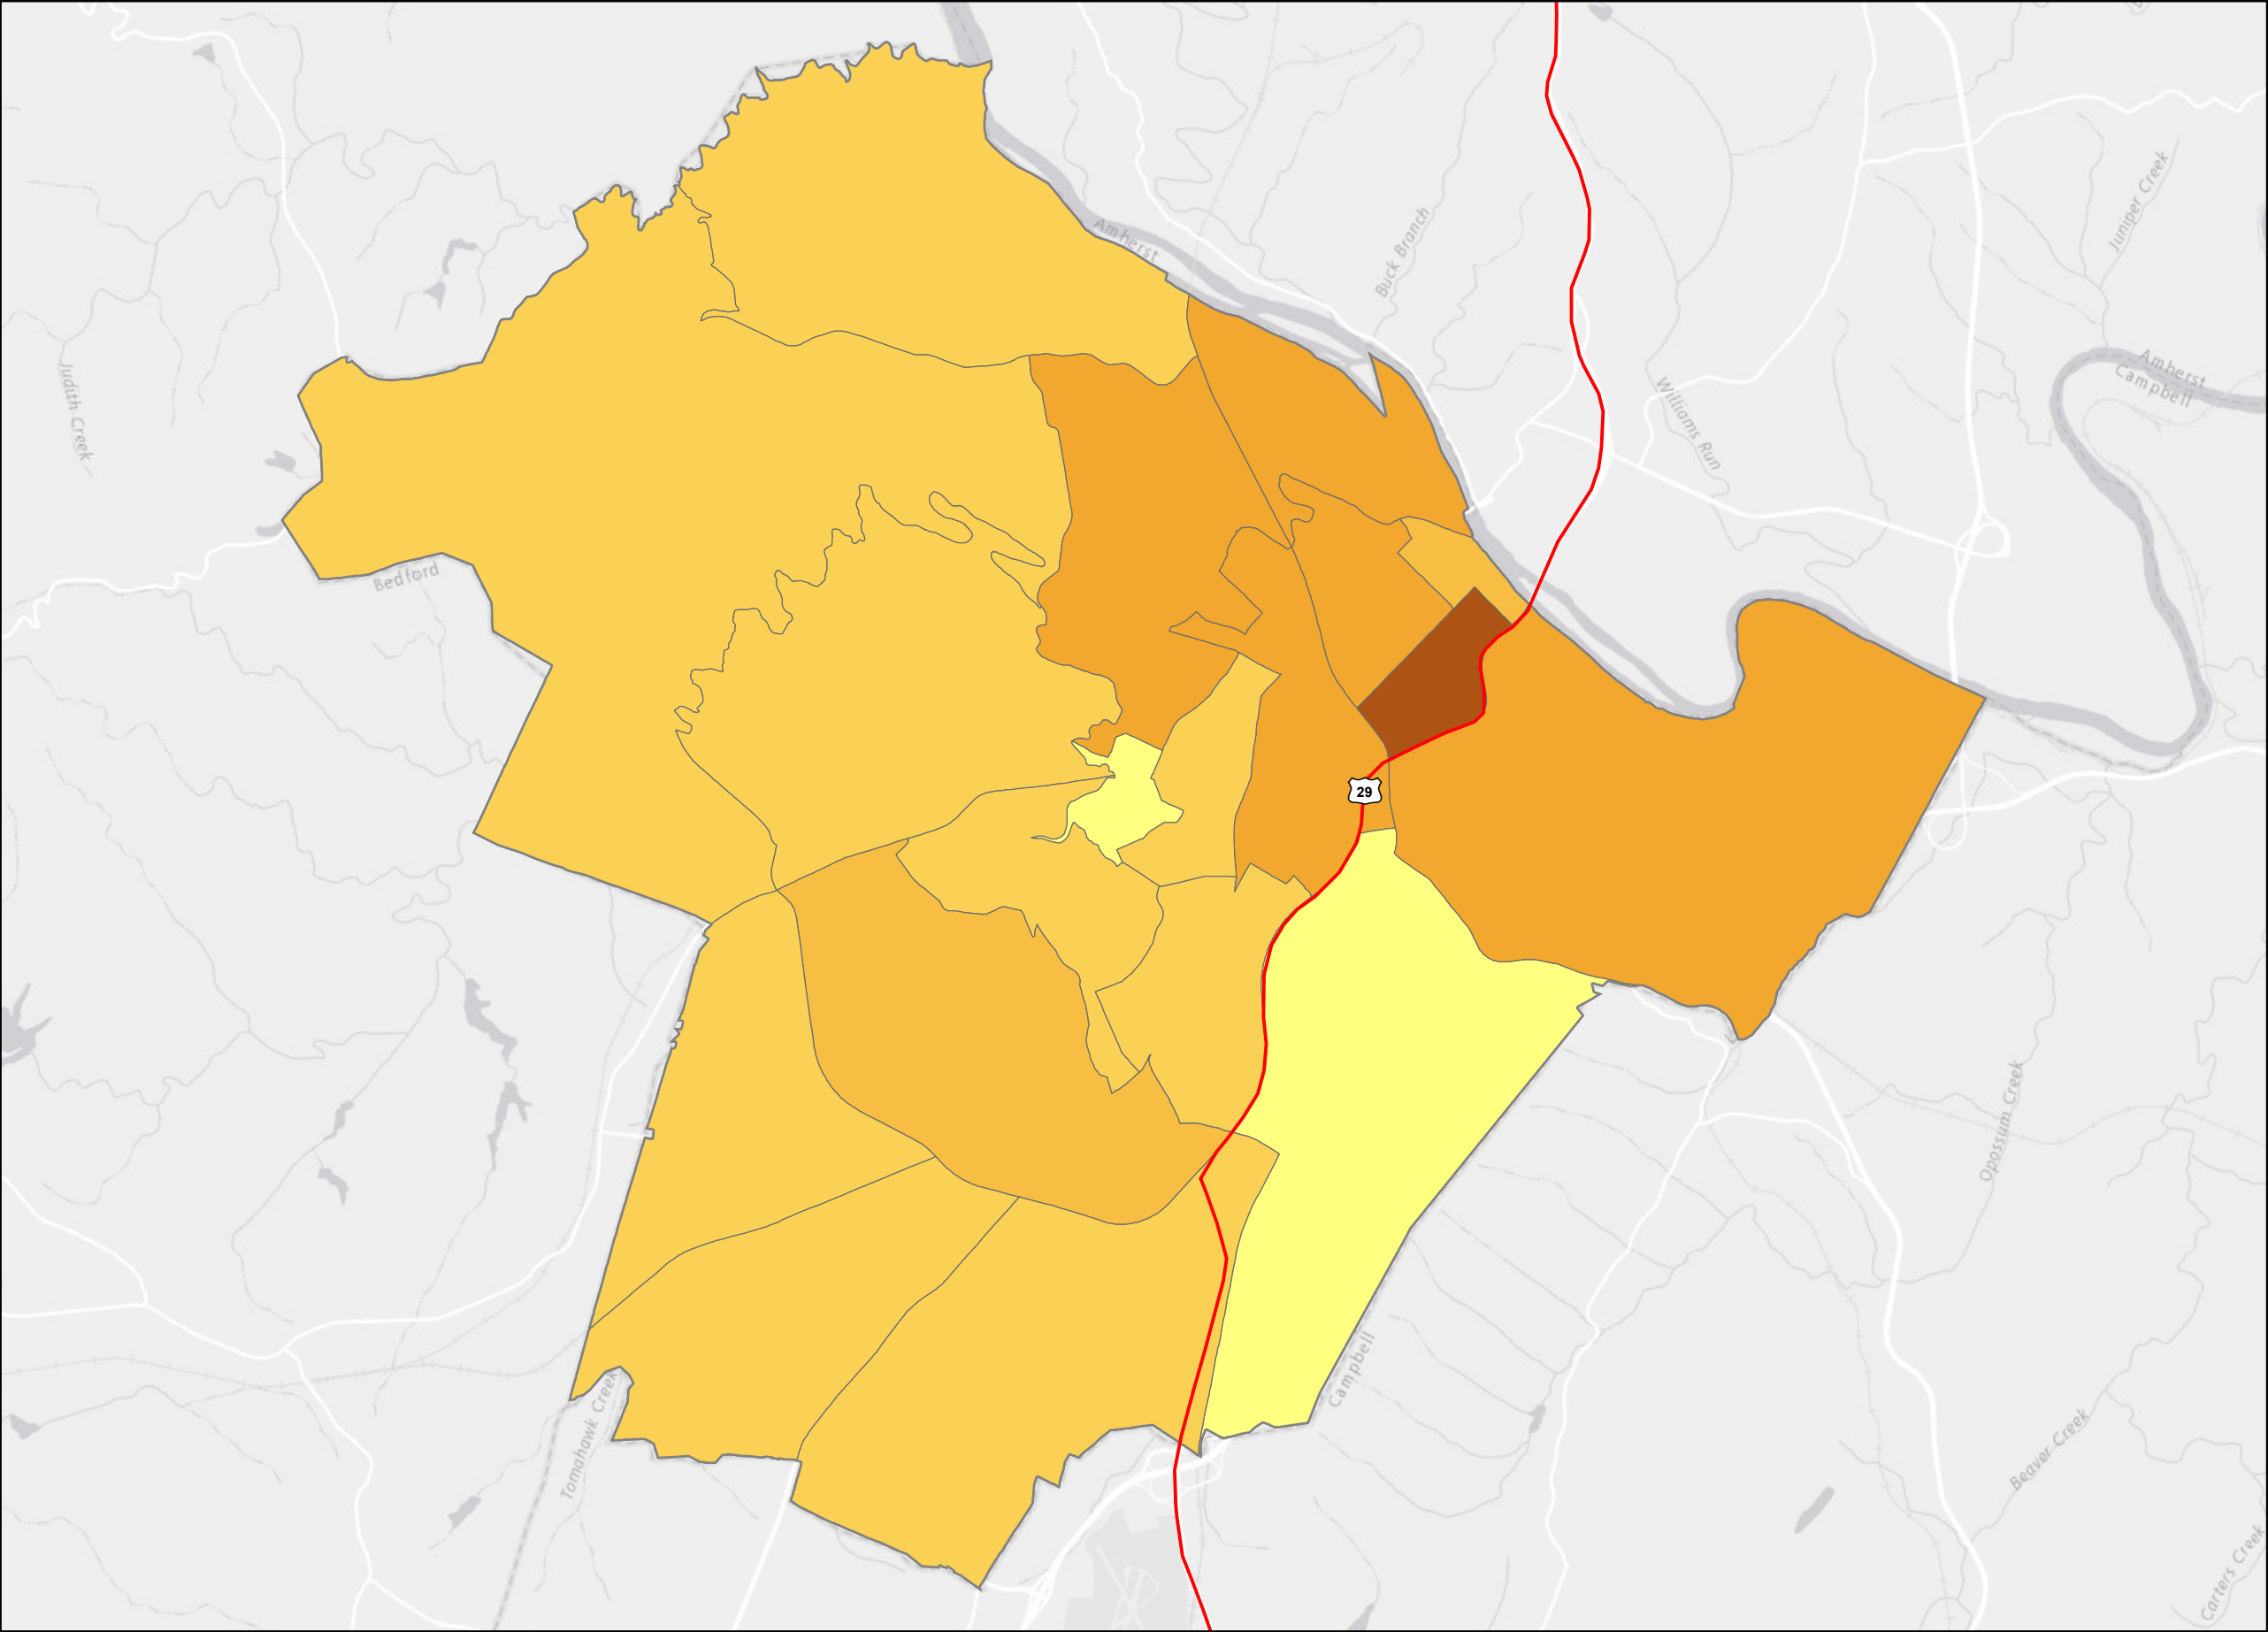 Amherst
Buck Branch
Juniper Creek
Judith Creek
Williams Run
Amherst
Campbell
Bedford
29
Opossum Creek
Campbell
Tomahawk Creek
Beaver Creek
Carters Creek